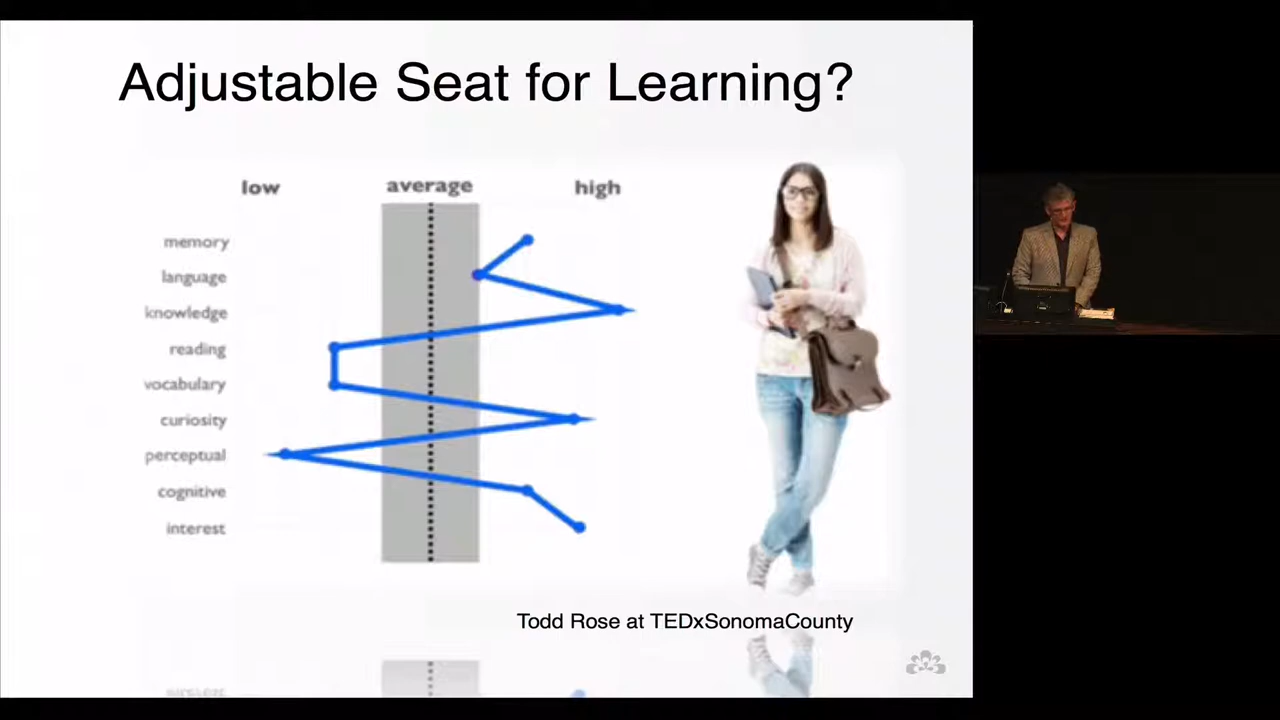 Adjustable Seat for Learning?
low average high
memory
language
knowledge
reading
vocabulary
curiosity
perceptual
cognitive
interest
Todd Rose at TEDxSonomaCounty